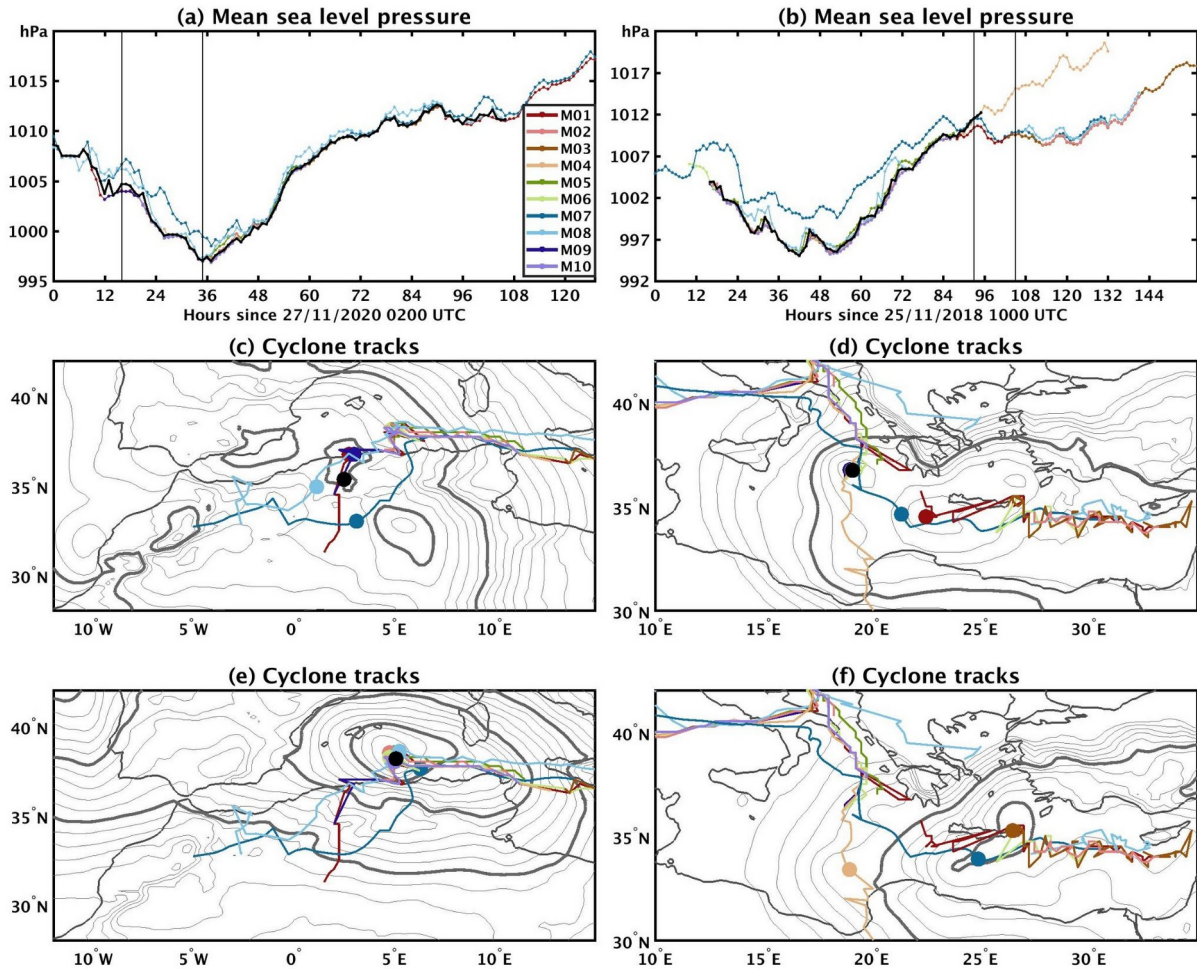 (a) Mean sea level pressure
hPa
1015
1010
1005
1000
995
0 12 24 36 48 60 72 84 96 108 120
Hours since 27/11/2020 0200 UTC
M01
M02
M03
M04
M05
M06
M07
M08
M09
M10
(b) Mean sea level pressure
hPa
1017
1012
1007
1002
997
992
0 12 24 36 48 60 72 84 96 108 120 132 144
Hours since 25/11/2018 1000 UTC
(c) Cyclone tracks
40°N
35°N
30°N
10°W 5°W 0° 5°E 10°E
(d) Cyclone tracks
40°N
35°N
30°N
10°E 15°E 20°E 25°E 30°E
(e) Cyclone tracks
40°N
35°N
30°N
10°W 5°W 0° 5°E 10°E
(f) Cyclone tracks
40°N
35°N
30°N
10°E 15°E 20°E 25°E 30°E